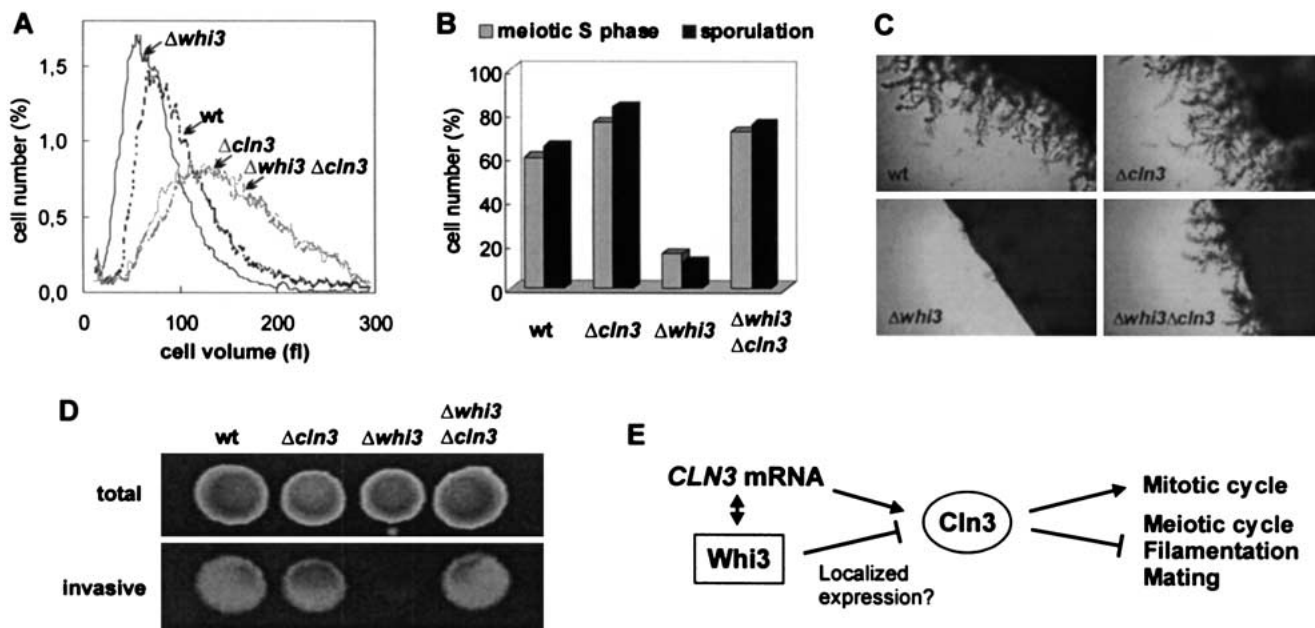 A
Δwhi3
wt
Δcln3
Δwhi3 Δcln3
1,5
1.0
0,5
0,0
0
100
200
300
cell number (%)
cell volume (fl)
B
meiotic S phase
sporulation
100
80
60
40
20
0
cell number (%)
wt
Δcln3
Δwhi3
Δwhi3
Δcln3
C
wt
Δcln3
Δwhi3
Δwhi3Δcln3
D
wt
Δcln3
Δwhi3
Δwhi3
Δcln3
total
invasive
E
CLN3 mRNA
Whi3
Cln3
Localized
expression?
Mitotic cycle
Meiotic cycle
Filamentation
Mating